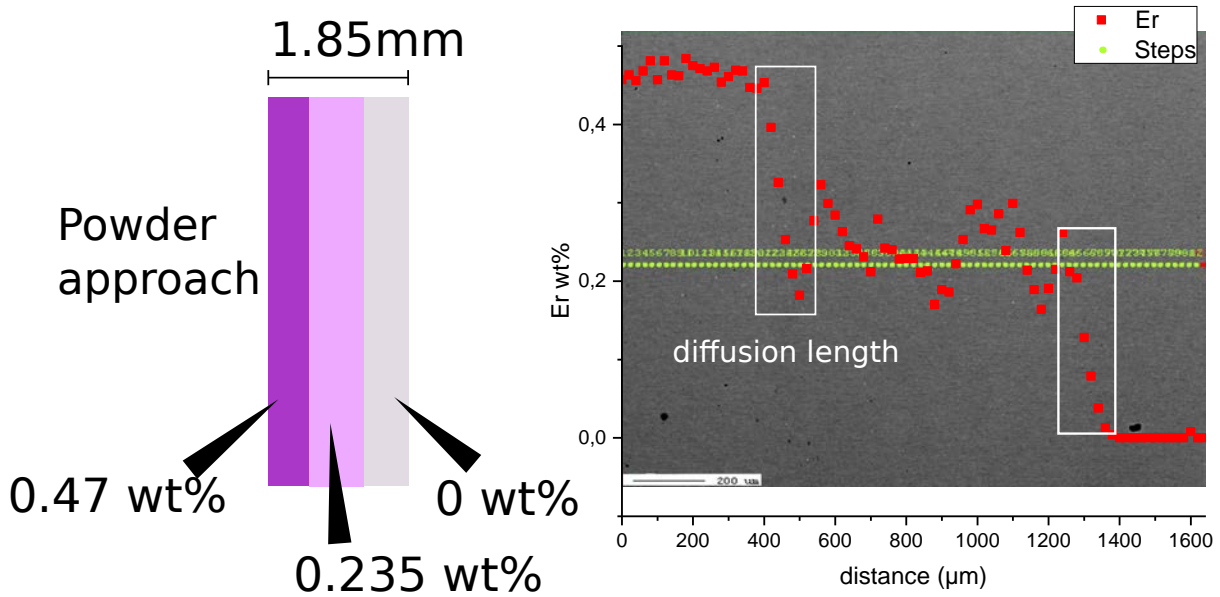 1.85mm
Powder
approach
0.47 wt%
0.235 wt%
0 wt%
Er
Steps
Er wt%
0,4
0,2
0,0
diffusion length
200 um
0
200
400
600
800
1000
1200
1400
1600
distance (µm)